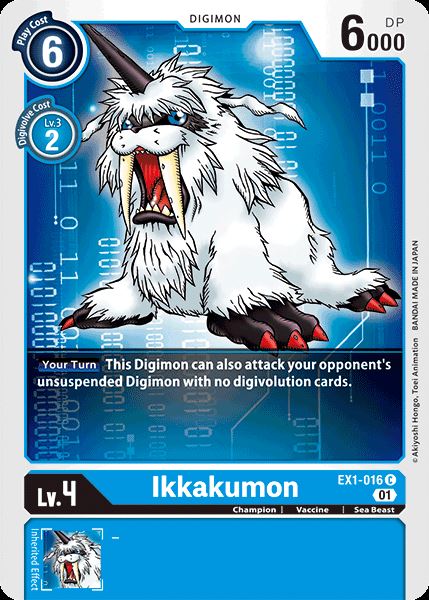 Play Cost
6
DIGIMON
DP
6000
Digivolve Cost
Lv.3
2
Your Turn This Digimon can also attack your opponent's
unsuspended Digimon with no digivolution cards.
©Akiyoshi Hongo, Toei Animation BANDAI MADE IN JAPAN
Lv.4
Ikkakumon
EX1-016 C
01
Champion | Vaccine | Sea Beast
Inherited Effect
-